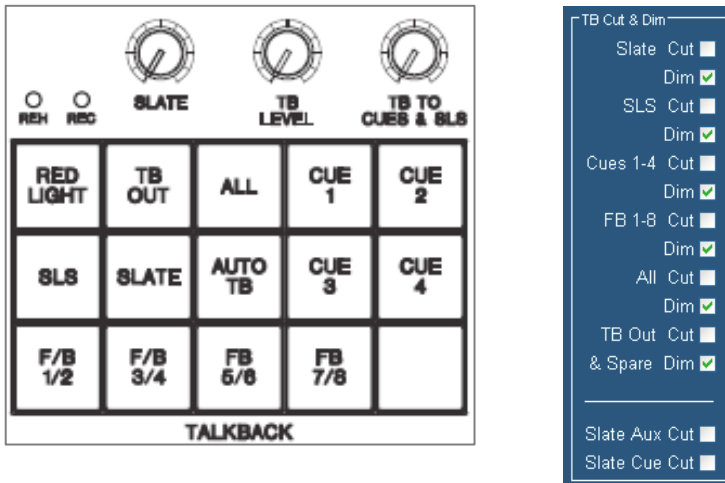 SLATE
TB
LEVEL
TB TO
CUES & SLS
REH
REC
RED
LIGHT
TB
OUT
ALL
CUE
1
CUE
2
SLS
SLATE
AUTO
TB
CUE
3
CUE
4
F/B
1/2
F/B
3/4
FB
5/6
FB
7/8
TALKBACK
TB Cut & Dim
Slate Cut
Dim
SLS Cut
Dim
Cues 1-4 Cut
Dim
FB 1-8 Cut
Dim
All Cut
Dim
TB Out Cut
& Spare Dim
Slate Aux Cut
Slate Cue Cut